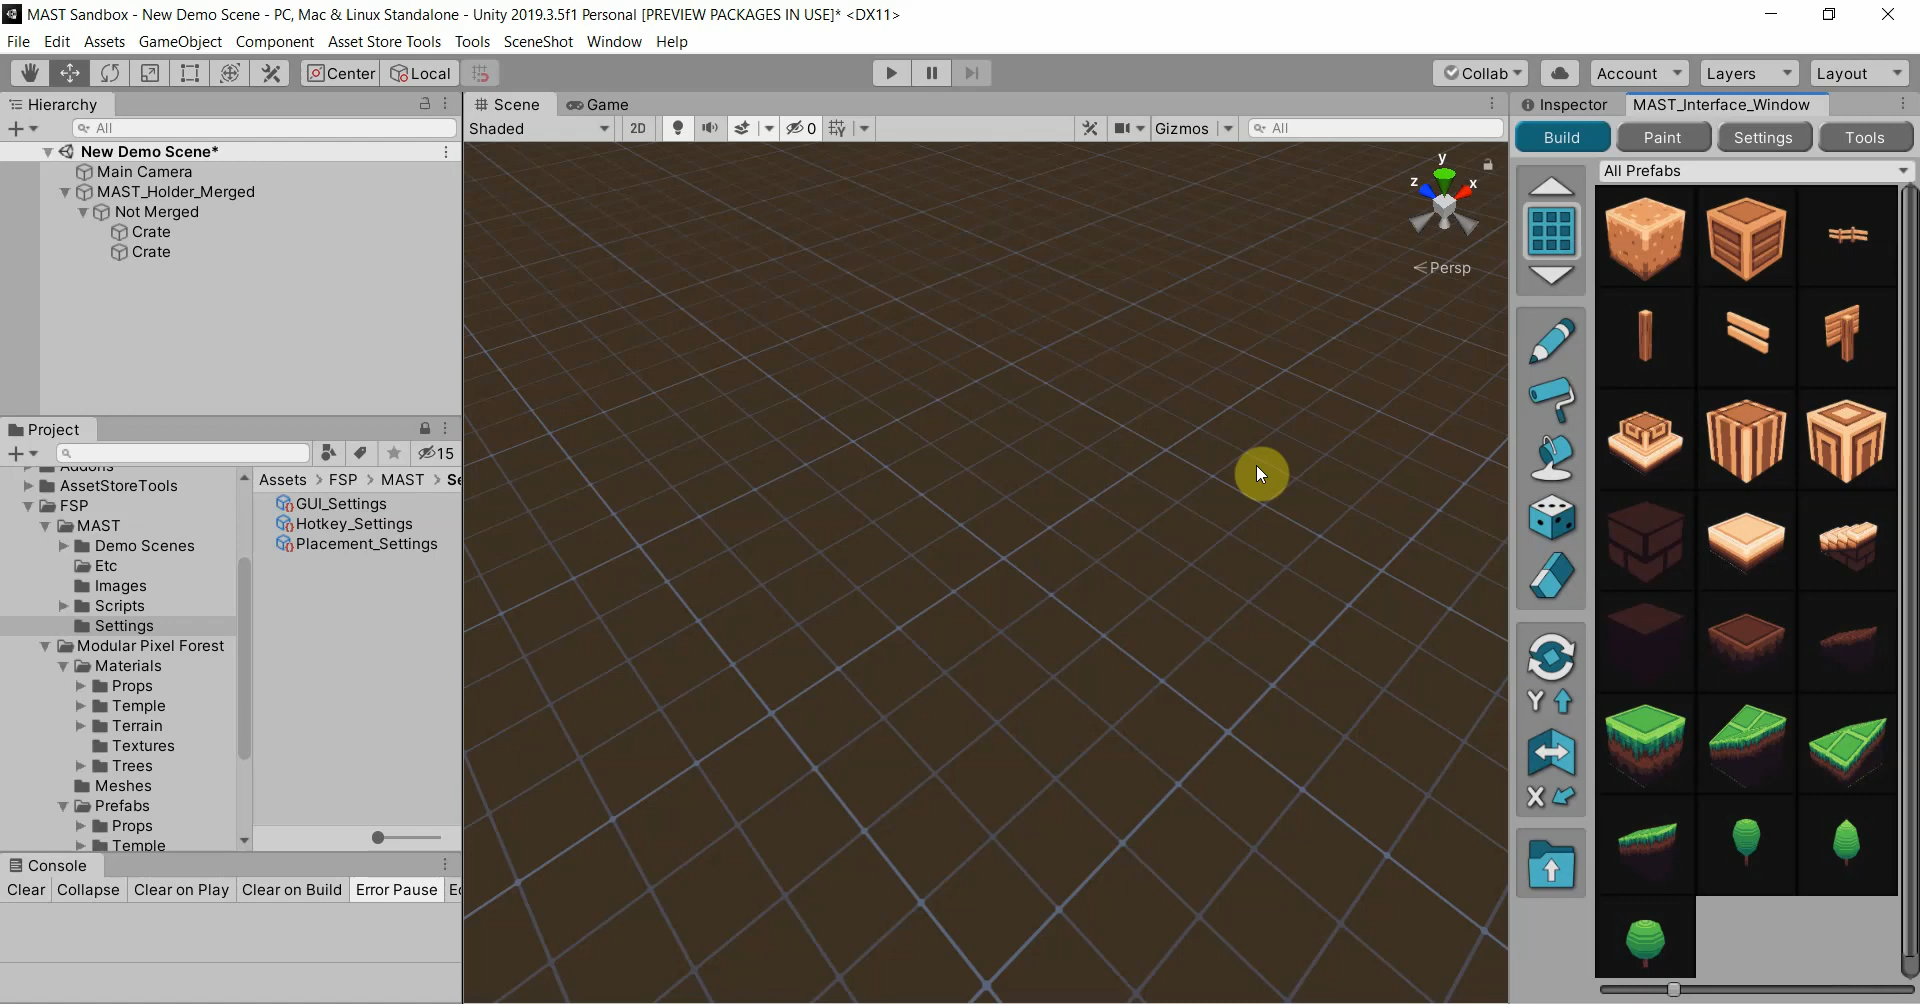 MAST Sandbox - New Demo Scene - PC, Mac & Linux Standalone - Unity 2019.3.5f1 Personal [PREVIEW PACKAGES IN USE]* <DX11>
File Edit Assets GameObject Component Asset Store Tools Tools SceneShot Window Help
Center Local Collab Account Layers Layout
Hierarchy
All
New Demo Scene*
Main Camera
MAST_Holder_Merged
Not Merged
Crate
Crate
Scene Game
Shaded 2D 0 Gizmos All
y
z
x
Persp
Inspector MAST_Interface_Window
Build Paint Settings Tools
All Prefabs
Y
X
Project
15
Addons
AssetStoreTools
FSP
MAST
Demo Scenes
Etc
Images
Scripts
Settings
Modular Pixel Forest
Materials
Props
Temple
Terrain
Textures
Trees
Meshes
Prefabs
Props
Temple
Assets > FSP > MAST > Se
GUI_Settings
Hotkey_Settings
Placement_Settings
Console
Clear Collapse Clear on Play Clear on Build Error Pause Ec